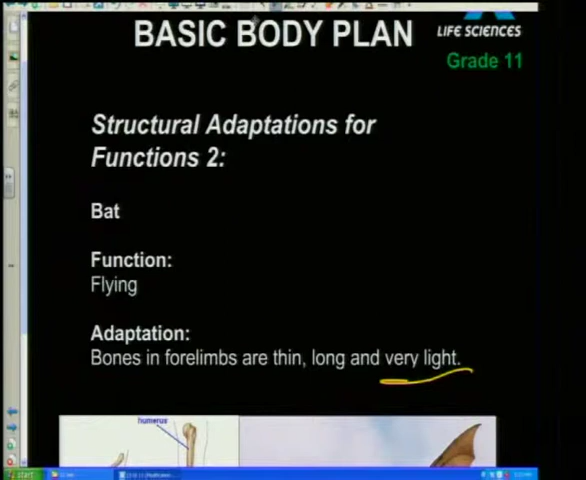 BASIC BODY PLAN
LIFE SCIENCES
Grade 11
Structural Adaptations for
Functions 2:
Bat
Function:
Flying
Adaptation:
Bones in forelimbs are thin, long and very light.
humerus
start